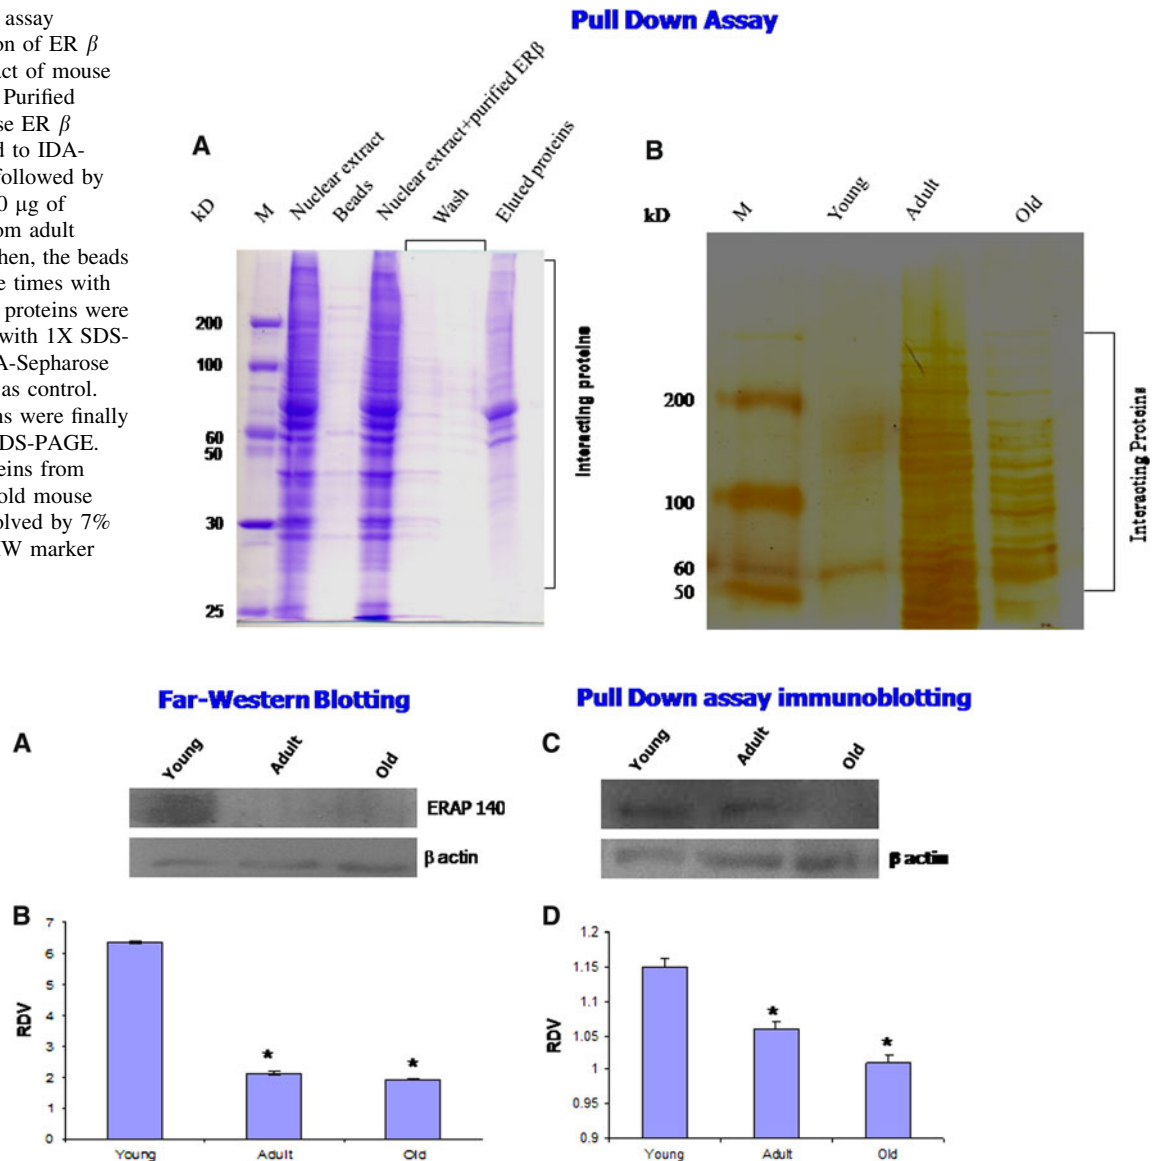 assay
on of ER β
act of mouse
Purified
se ER β
d to IDA-
followed by
0 μg of
om adult
hen, the beads
e times with
proteins were
with 1X SDS-
A-Sepharose
as control.
ns were finally
DS-PAGE.
eins from
old mouse
olved by 7%
IW marker
Pull Down Assay
A
kD
M
Nuclear extract
Beads
Nuclear extract+purified ERβ
Wash
Eluted proteins
200
100
60
50
30
25
Interacting proteins
B
kD
M
Young
Adult
Old
200
100
60
50
Interacting Proteins
Far-Western Blotting
A
Young
Adult
Old
ERAP 140
β actin
B
RDV
7
6
5
4
3
2
1
0
*
*
Young
Adult
Old
Pull Down assay immunoblotting
C
Young
Adult
Old
β actin
D
RDV
1.2
1.15
1.1
1.05
1
0.95
0.9
*
*
Young
Adult
Old